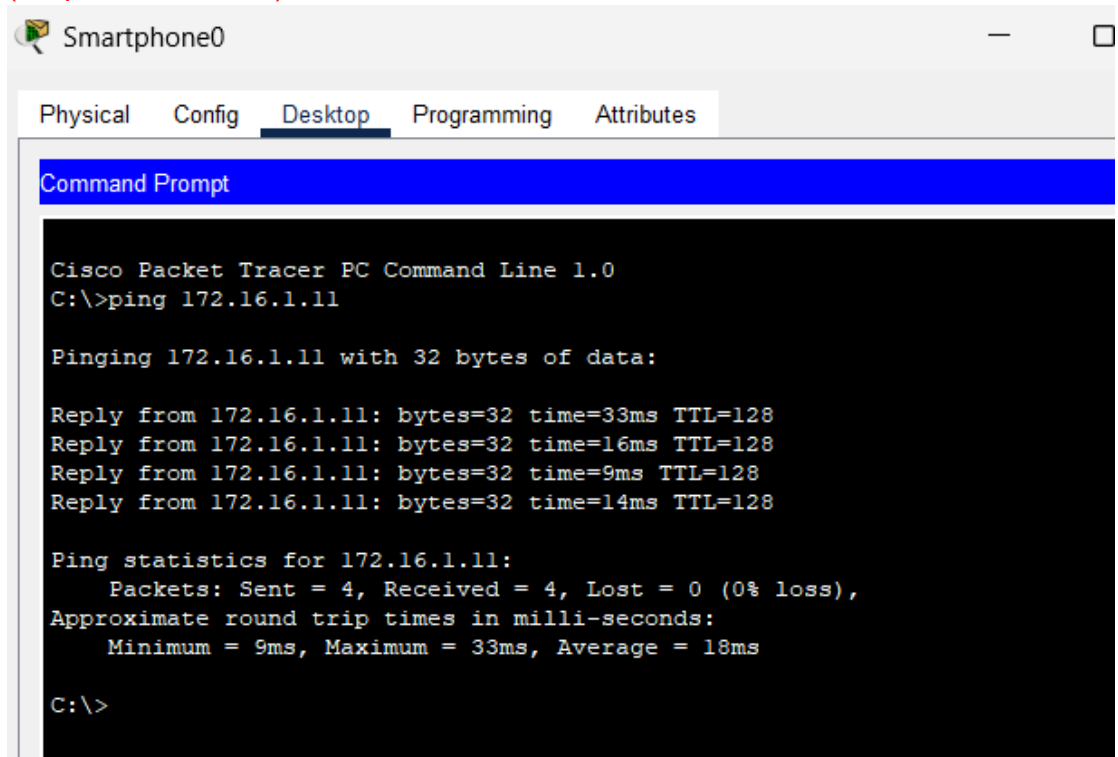 Smartphone0
Physical Config Desktop Programming Attributes
Command Prompt
Cisco Packet Tracer PC Command Line 1.0
C:\>ping 172.16.1.11
Pinging 172.16.1.11 with 32 bytes of data:
Reply from 172.16.1.11: bytes=32 time=33ms TTL=128
Reply from 172.16.1.11: bytes=32 time=16ms TTL=128
Reply from 172.16.1.11: bytes=32 time=9ms TTL=128
Reply from 172.16.1.11: bytes=32 time=14ms TTL=128
Ping statistics for 172.16.1.11:
Packets: Sent = 4, Received = 4, Lost = 0 (0% loss),
Approximate round trip times in milli-seconds:
Minimum = 9ms, Maximum = 33ms, Average = 18ms
C:\>